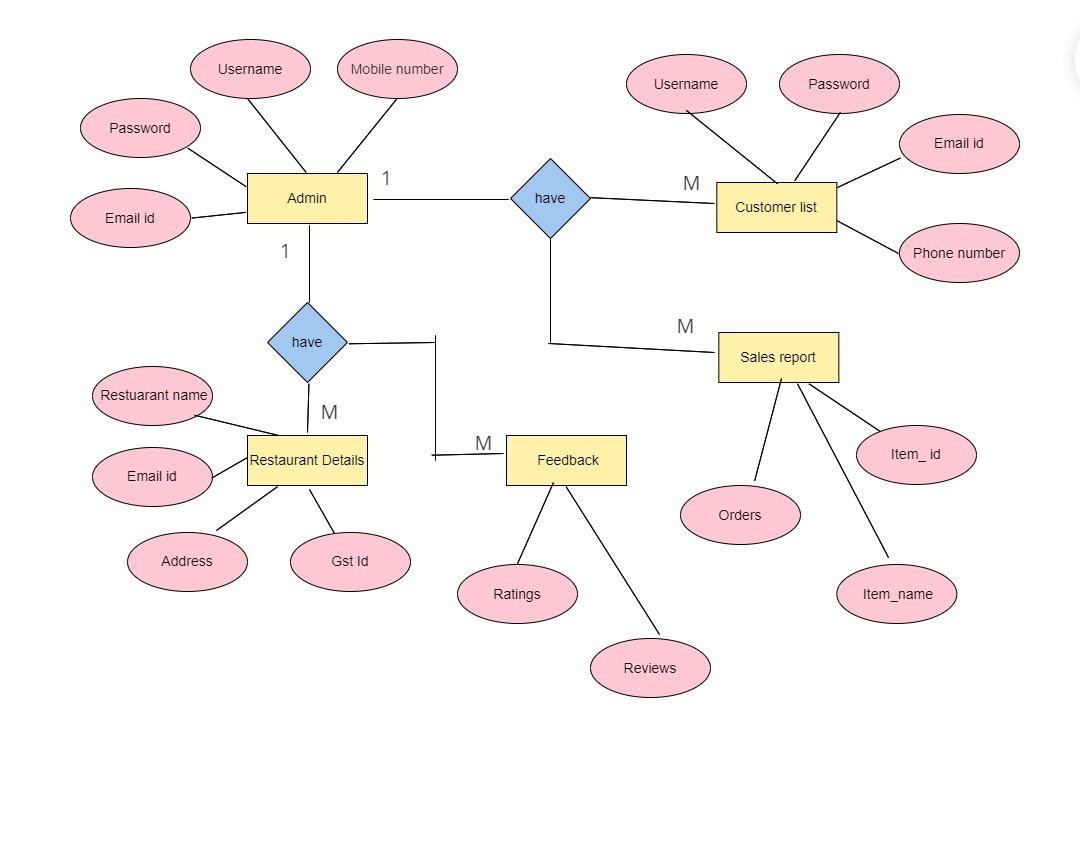 Username
Mobile number
Username
Password
Password
Email id
Admin
1
have
M
Customer list
Email id
Phone number
1
have
M
Sales report
Restuarant name
M
M
Restaurant Details
Feedback
Item_ id
Email id
Orders
Address
Gst Id
Ratings
Item_name
Reviews